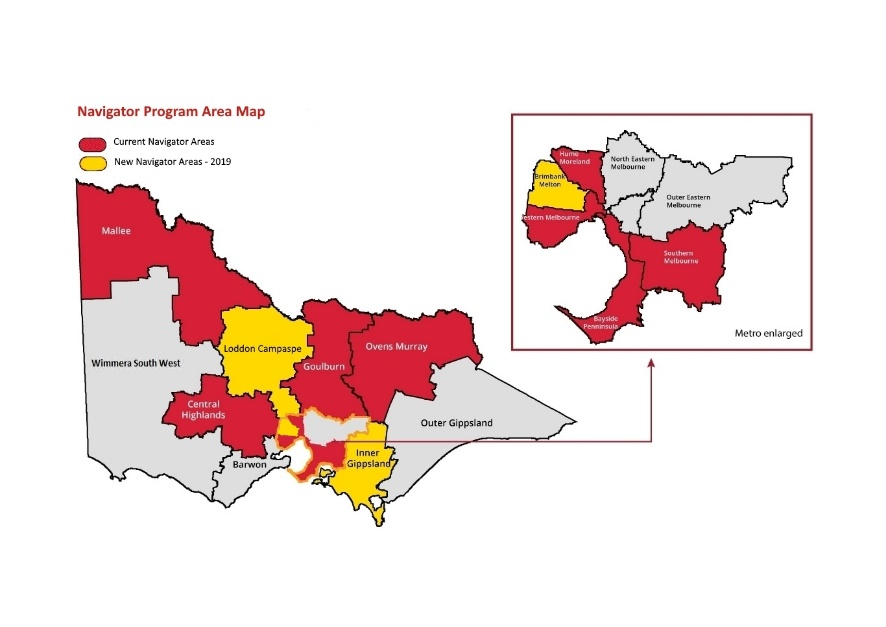 Navigator Program Area Map
Current Navigator Areas
New Navigator Areas - 2019
Mallee
Wimmera South West
Loddon Campaspe
Goulburn
Ovens Murray
Central
Highlands
Barwon
Inner
Gippsland
Outer Gippsland
Hume
Moreland
North Eastern
Melbourne
Brimbank
Melton
Outer Eastern
Melbourne
estern Melbourne
Southern
Melbourne
Bayside
Penninsula
Metro enlarged